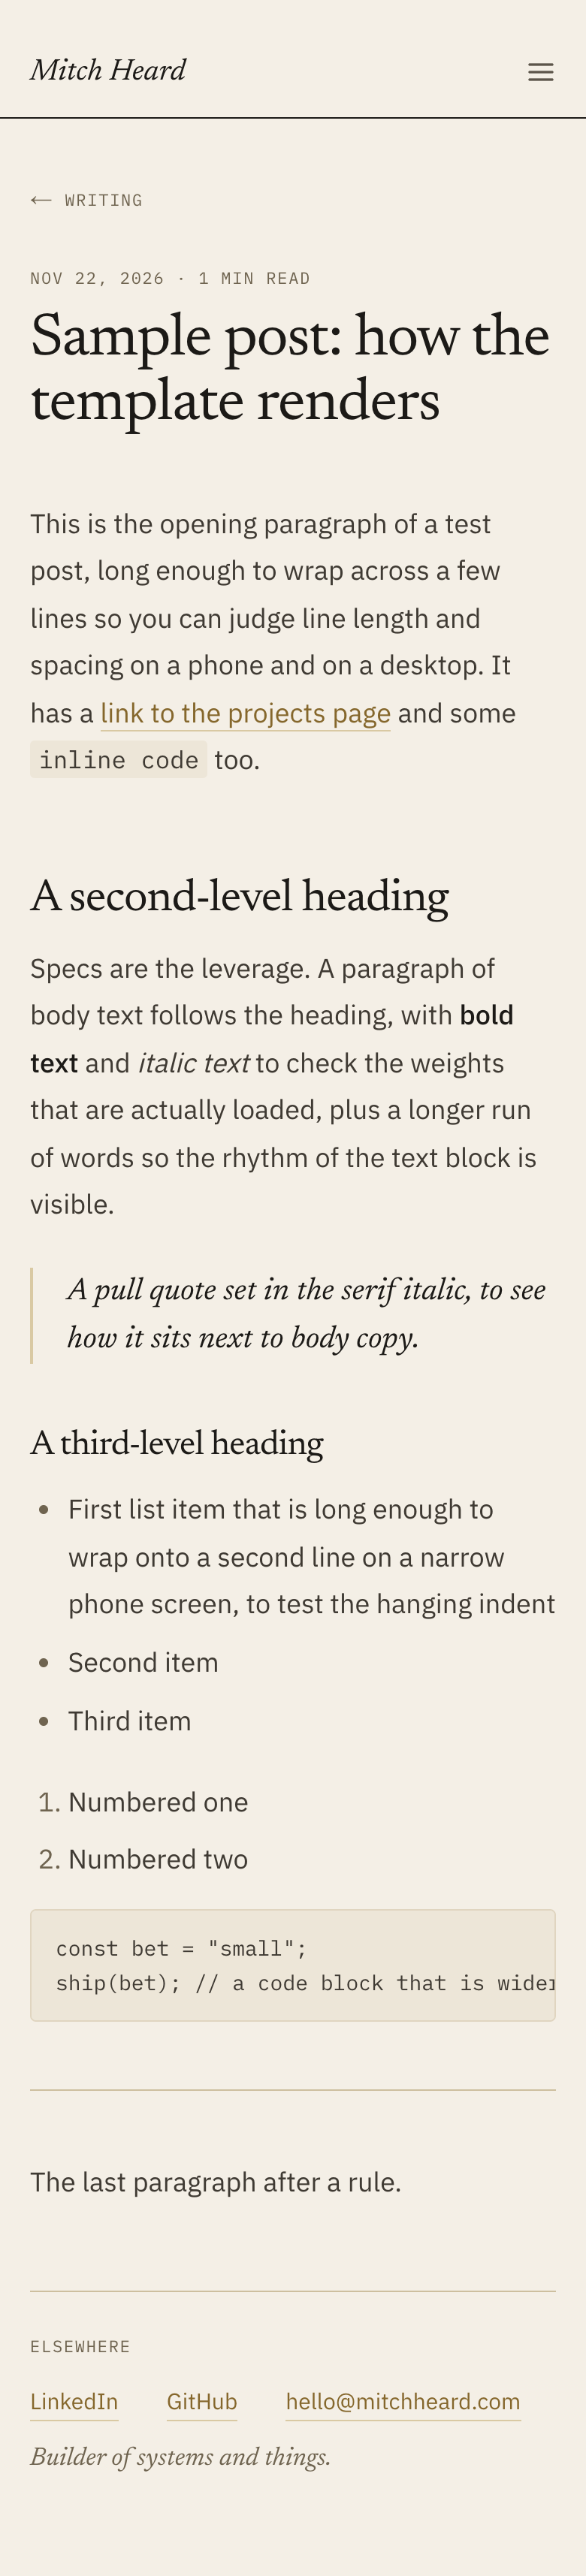 Mitch Heard
← WRITING
NOV 22, 2026 · 1 MIN READ
Sample post: how the
template renders
This is the opening paragraph of a test
post, long enough to wrap across a few
lines so you can judge line length and
spacing on a phone and on a desktop. It
has a link to the projects page and some
inline code too.
A second-level heading
Specs are the leverage. A paragraph of
body text follows the heading, with bold
text and italic text to check the weights
that are actually loaded, plus a longer run
of words so the rhythm of the text block is
visible.
A pull quote set in the serif italic, to see
how it sits next to body copy.
A third-level heading
• First list item that is long enough to
wrap onto a second line on a narrow
phone screen, to test the hanging indent
• Second item
• Third item
1. Numbered one
2. Numbered two
const bet = "small";
ship(bet); // a code block that is wider
The last paragraph after a rule.
ELSEWHERE
LinkedIn GitHub hello@mitchheard.com
Builder of systems and things.